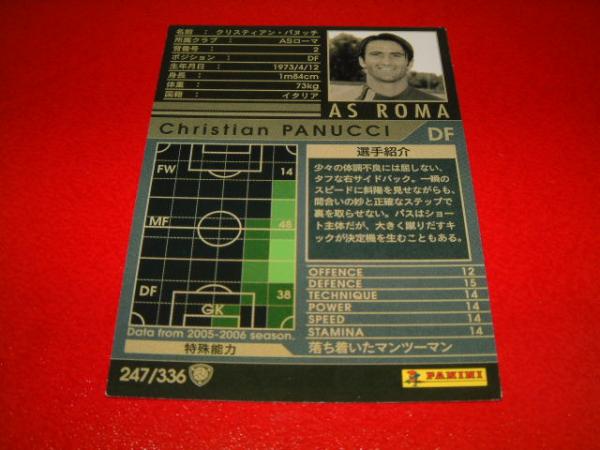 名前 : クリスティアン・パヌッチ
所属クラブ : ASローマ
背番号 : 2
ポジション : DF
生年月日 : 1973/4/12
身長 : 1m84cm
体重 : 73kg
国籍 : イタリア
AS ROMA
Christian PANUCCI DF
FW 14
MF 48
DF 38
GK
Data from 2005-2006 season.
選手紹介
少々の体調不良には屈しない、
タフな右サイドバック。一瞬の
スピードに斜陽を見せながらも、
間合いの妙と正確なステップで
裏を取らせない。パスはショー
ト主体だが、大きく蹴りだすキ
ックが決定機を生むこともある。
OFFENCE 12
DEFENCE 15
TECHNIQUE 14
POWER 14
SPEED 14
STAMINA 14
特殊能力 落ち着いたマンツーマン
247/336 PANINI